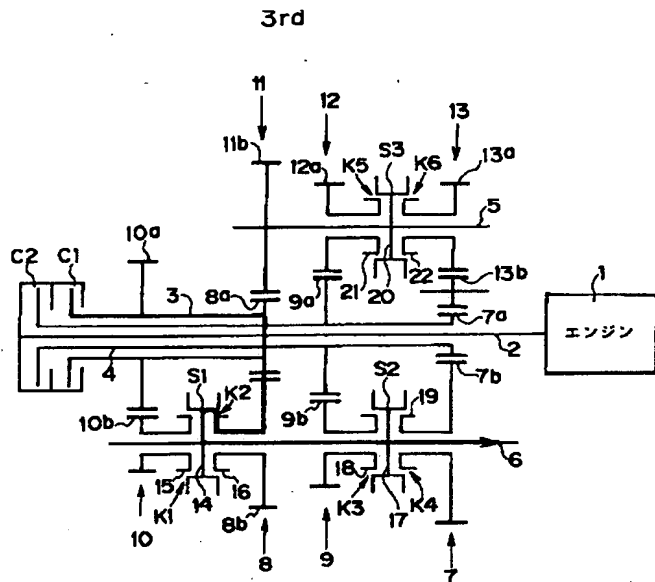 3rd
11 12 13
11b 12a K5 S3 K6 13a
5
10a
C2 C1 3 8a 9a 21 20 22 13b
7a 1
エンジン
2
4 S1 K2 S2 7b
10b 9b 19
6
15 14 16 18 17
K1 8b K3 K4
10 8 9 7